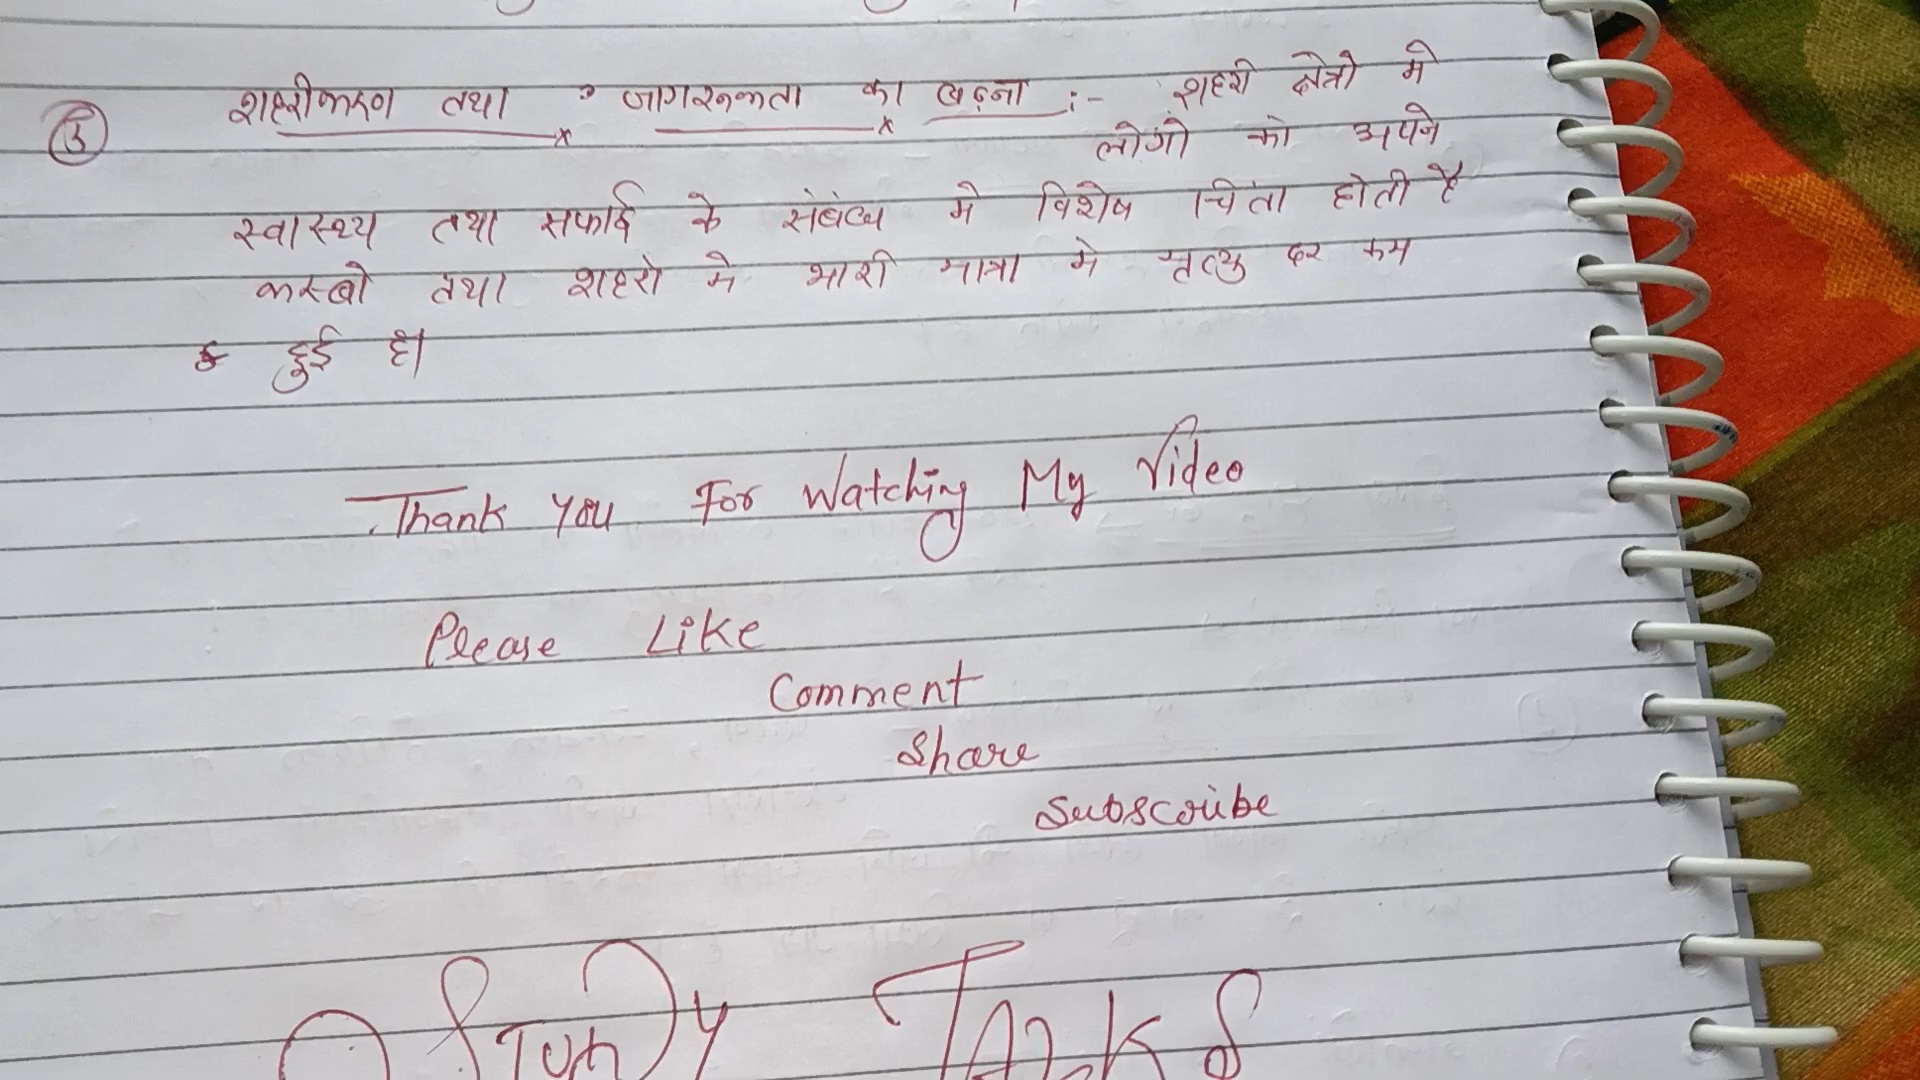 ③ शहरीकरण तथा जागरूकता का बढ़ना :- शहरी क्षेत्रो मे
लोगो को अपने
स्वास्थ्य तथा सफाई के संबंध मे विशेष चिंता होती है
कस्बो तथा शहरो मे भारी मात्रा मे मृत्यु दर कम
हुई है।
Thank You For Watching My Video
Please Like
Comment
Share
Subscribe
STUDY TALKS